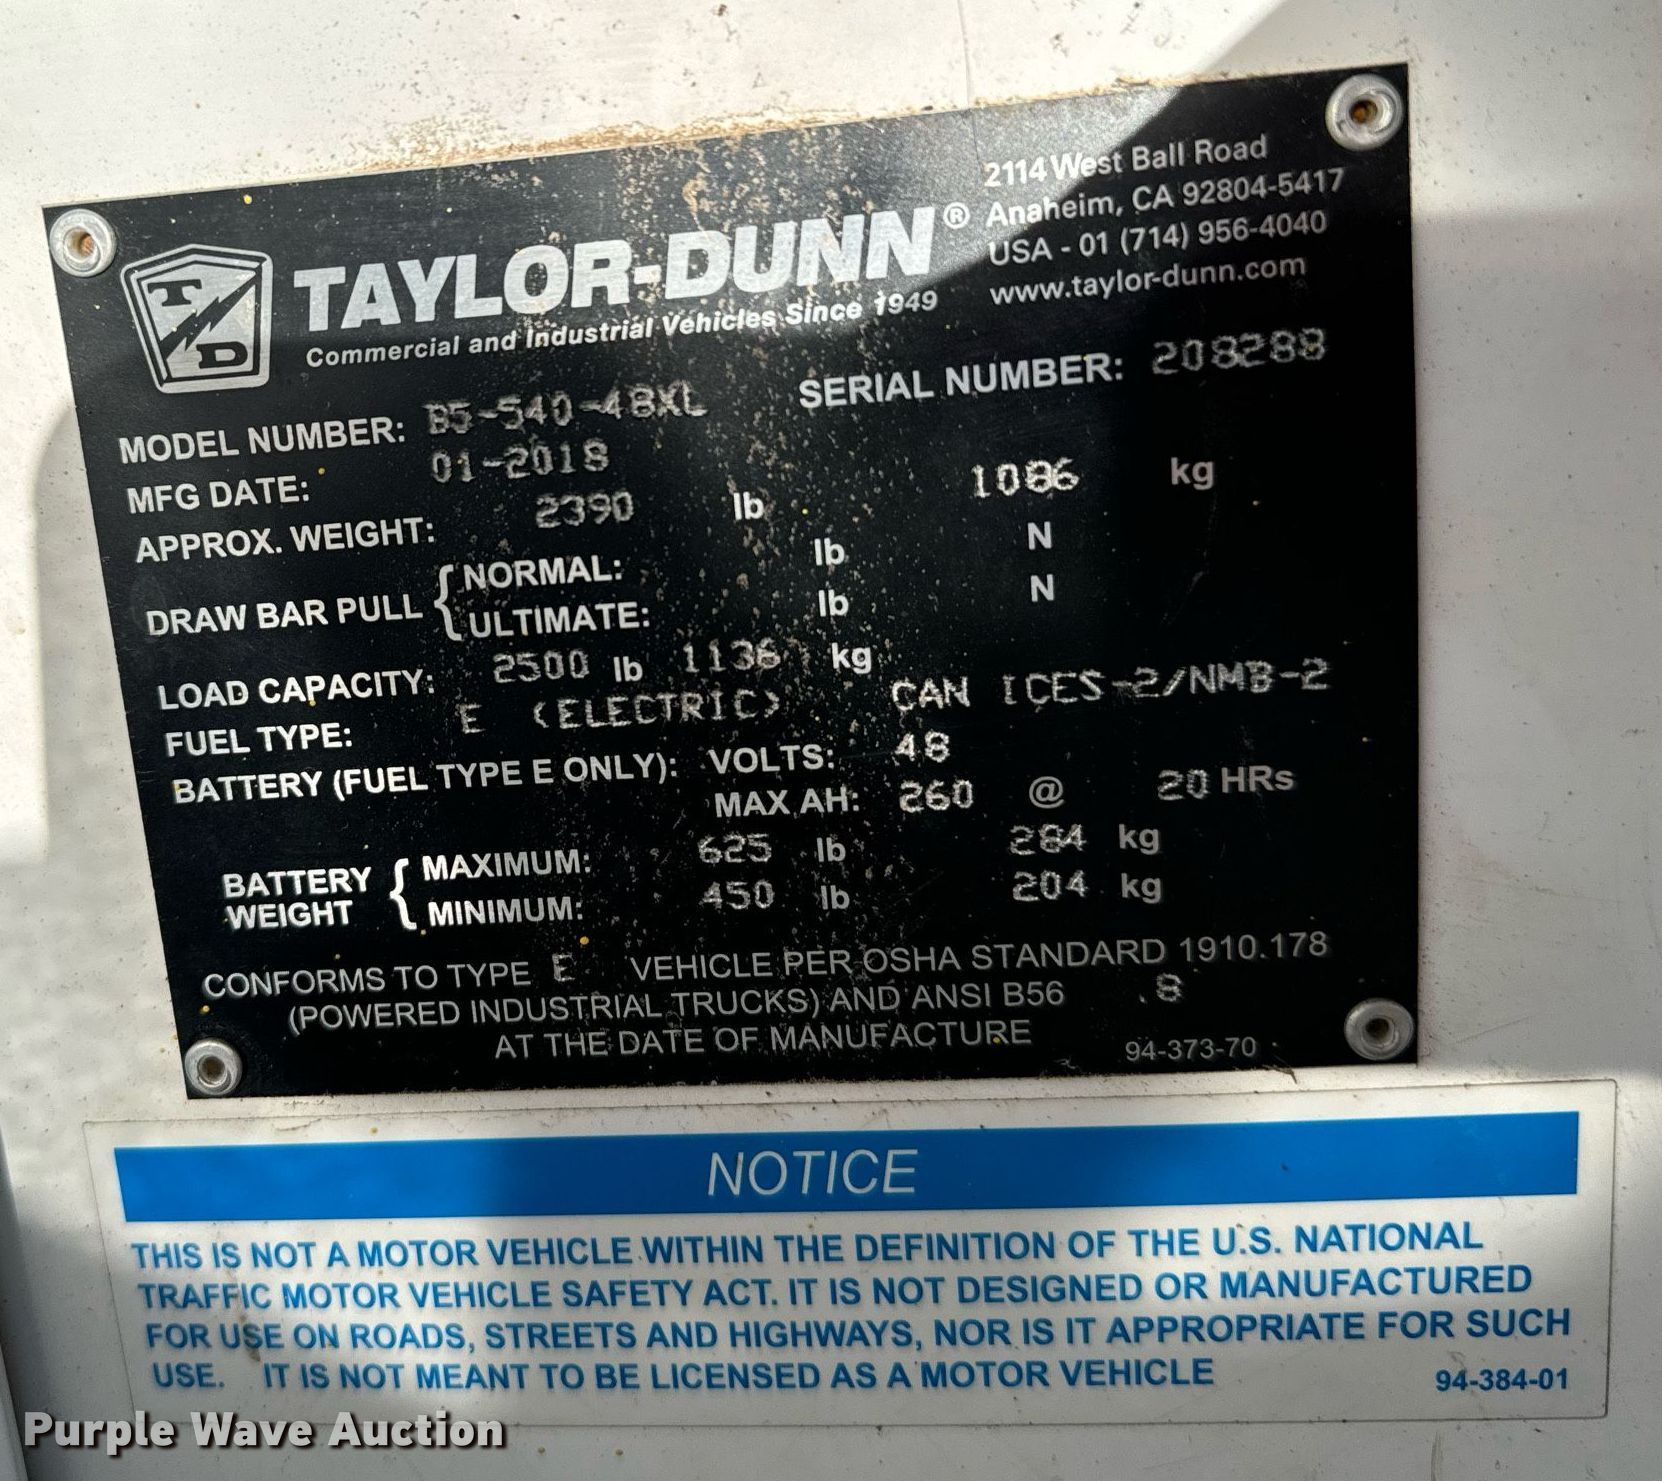 2114 West Ball Road
Anaheim, CA 92804-5417
USA - 01 (714) 956-4040
www.taylor-dunn.com
T D
TAYLOR-DUNN®
Commercial and Industrial Vehicles Since 1949
MODEL NUMBER: B5-540-48XL SERIAL NUMBER: 208288
MFG DATE: 01-2018
APPROX. WEIGHT: 2390 lb 1086 kg
DRAW BAR PULL { NORMAL: lb N
ULTIMATE: lb N
LOAD CAPACITY: 2500 lb 1136 kg
FUEL TYPE: E (ELECTRIC) CAN ICES-2/NMB-2
BATTERY (FUEL TYPE E ONLY): VOLTS: 48
MAX AH: 260 @ 20 HRs
BATTERY WEIGHT { MAXIMUM: 625 lb 284 kg
MINIMUM: 450 lb 204 kg
CONFORMS TO TYPE E VEHICLE PER OSHA STANDARD 1910.178
(POWERED INDUSTRIAL TRUCKS) AND ANSI B56 .8
AT THE DATE OF MANUFACTURE 94-373-70
NOTICE
THIS IS NOT A MOTOR VEHICLE WITHIN THE DEFINITION OF THE U.S. NATIONAL
TRAFFIC MOTOR VEHICLE SAFETY ACT. IT IS NOT DESIGNED OR MANUFACTURED
FOR USE ON ROADS, STREETS AND HIGHWAYS, NOR IS IT APPROPRIATE FOR SUCH
USE. IT IS NOT MEANT TO BE LICENSED AS A MOTOR VEHICLE 94-384-01
Purple Wave Auction